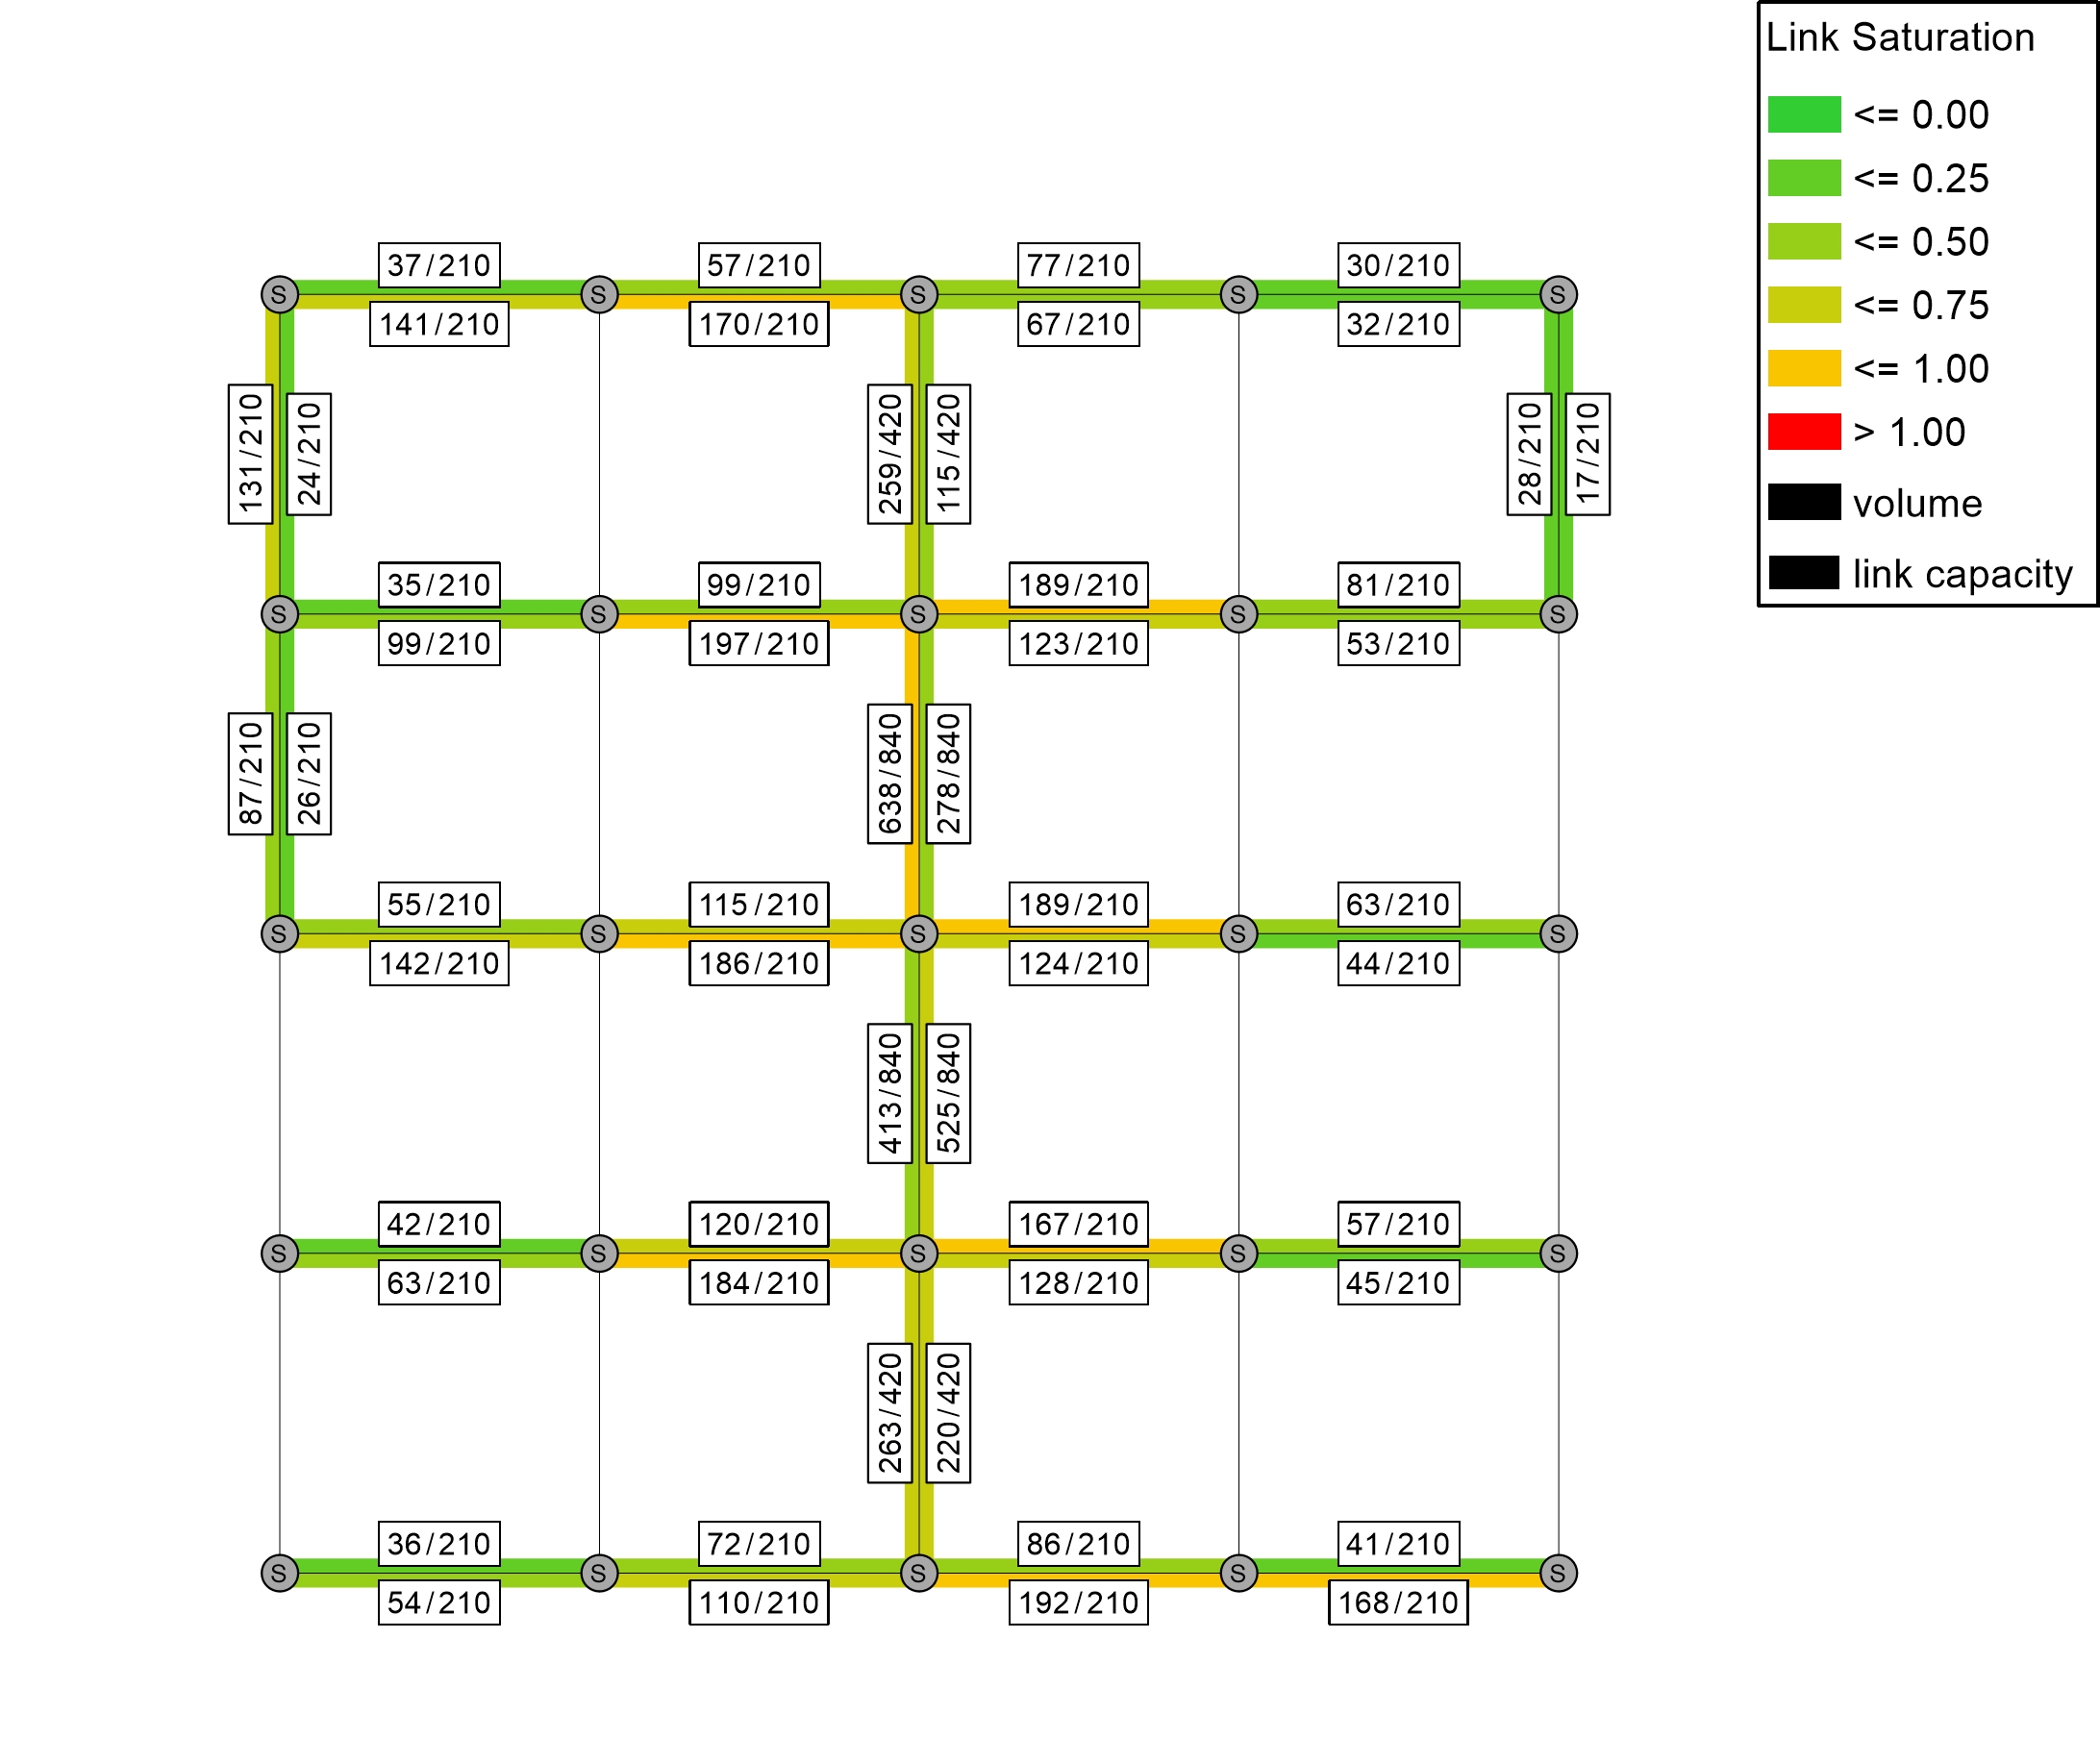 Link Saturation
<= 0.00
<= 0.25
<= 0.50
<= 0.75
<= 1.00
> 1.00
volume
link capacity
37/210
57/210
77/210
30/210
S
S
S
S
S
141/210
170/210
67/210
32/210
131/210
24/210
259/420
115/420
28/210
17/210
35/210
99/210
189/210
81/210
S
S
S
S
S
99/210
197/210
123/210
53/210
87/210
26/210
638/840
278/840
55/210
115/210
189/210
63/210
S
S
S
S
S
142/210
186/210
124/210
44/210
413/840
525/840
42/210
120/210
167/210
57/210
S
S
S
S
S
63/210
184/210
128/210
45/210
263/420
220/420
36/210
72/210
86/210
41/210
S
S
S
S
S
54/210
110/210
192/210
168/210